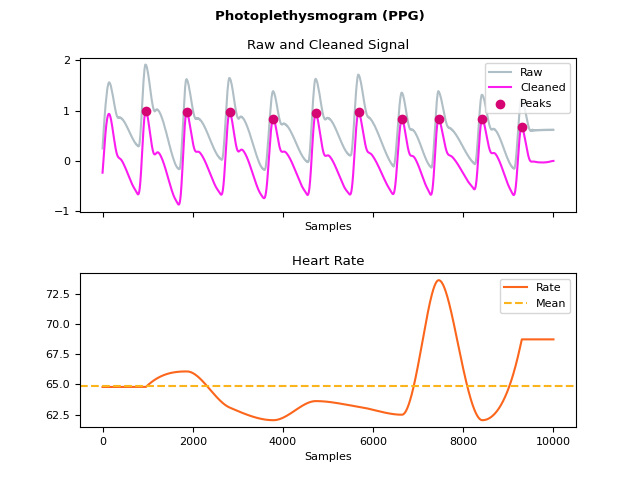 Photoplethysmogram (PPG)
Raw and Cleaned Signal
2
1
0
−1
Raw
Cleaned
Peaks
Samples
Heart Rate
72.5
70.0
67.5
65.0
62.5
Rate
Mean
0 2000 4000 6000 8000 10000
Samples